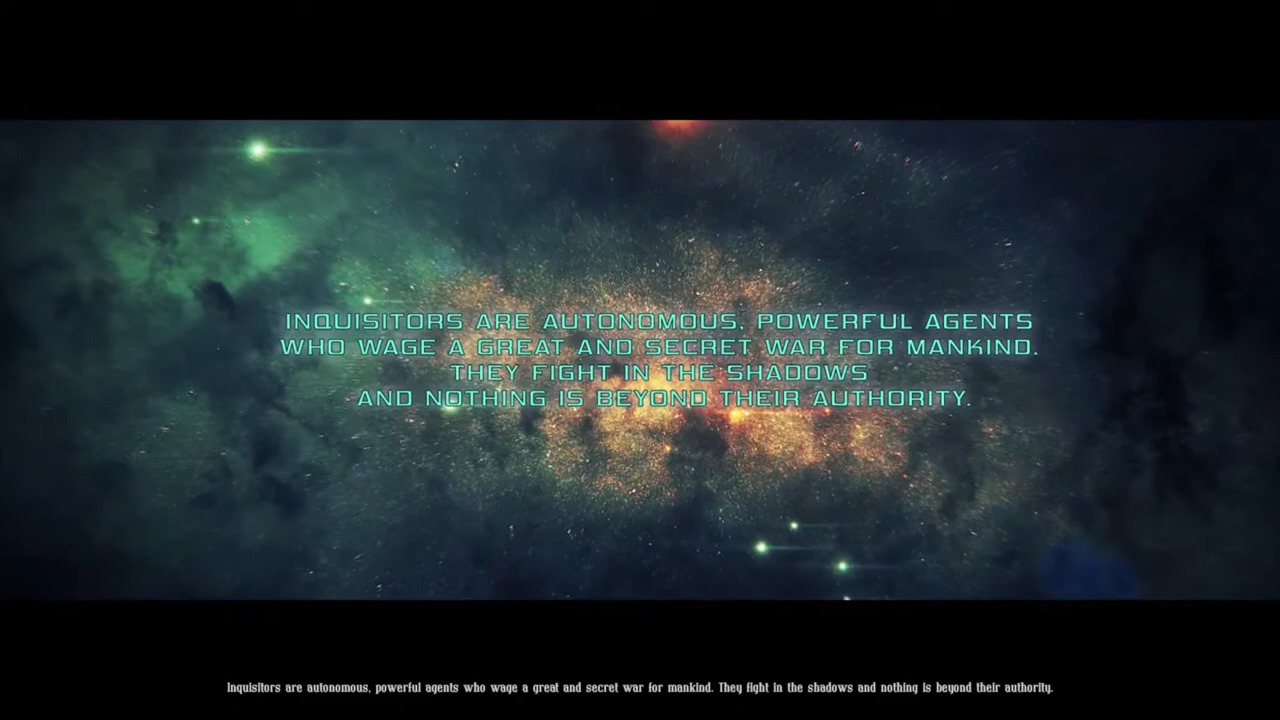 INQUISITORS ARE AUTONOMOUS, POWERFUL AGENTS
WHO WAGE A GREAT AND SECRET WAR FOR MANKIND.
THEY FIGHT IN THE SHADOWS
AND NOTHING IS BEYOND THEIR AUTHORITY.
Inquisitors are autonomous, powerful agents who wage a great and secret war for mankind. They fight in the shadows and nothing is beyond their authority.